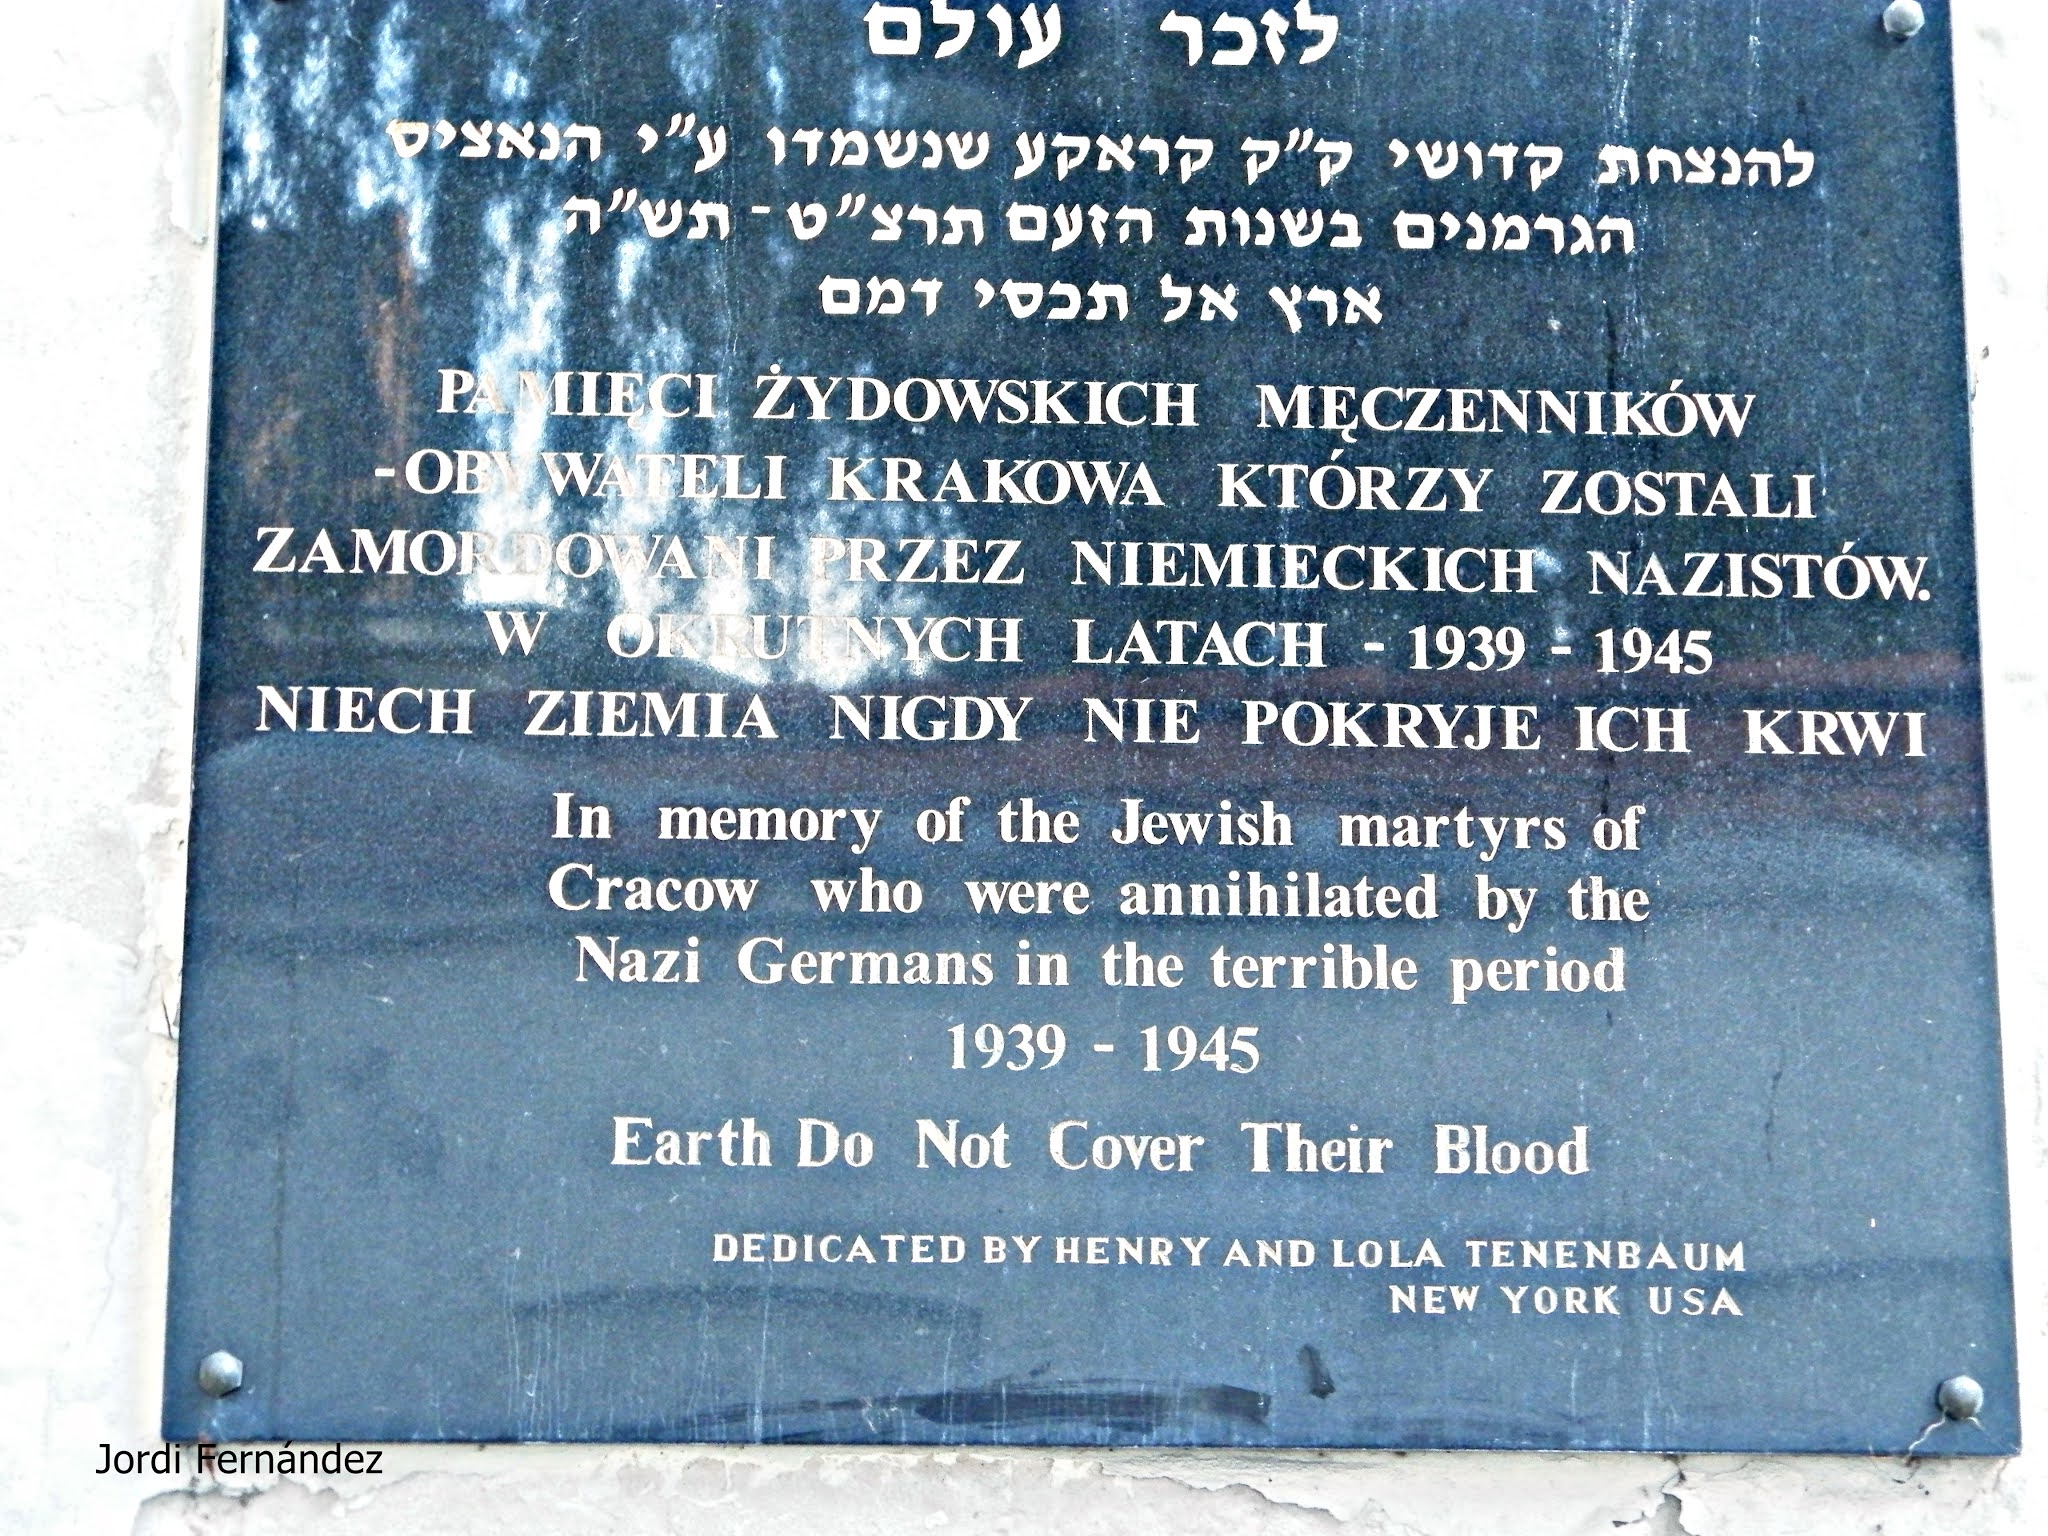 לזכר עולם
להנצחת קדושי ק"ק קראקע שנשמדו ע"י הנאציס
הגרמנים בשנות הזעם תרצ"ט - תש"ה
ארץ אל תכסי דמם
PAMIĘCI ŻYDOWSKICH MĘCZENNIKÓW
-OBYWATELI KRAKOWA KTÓRZY ZOSTALI
ZAMORDOWANI PRZEZ NIEMIECKICH NAZISTÓW.
W OKRUTNYCH LATACH - 1939 - 1945
NIECH ZIEMIA NIGDY NIE POKRYJE ICH KRWI
In memory of the Jewish martyrs of
Cracow who were annihilated by the
Nazi Germans in the terrible period
1939 - 1945
Earth Do Not Cover Their Blood
DEDICATED BY HENRY AND LOLA TENENBAUM
NEW YORK USA
Jordi Fernández